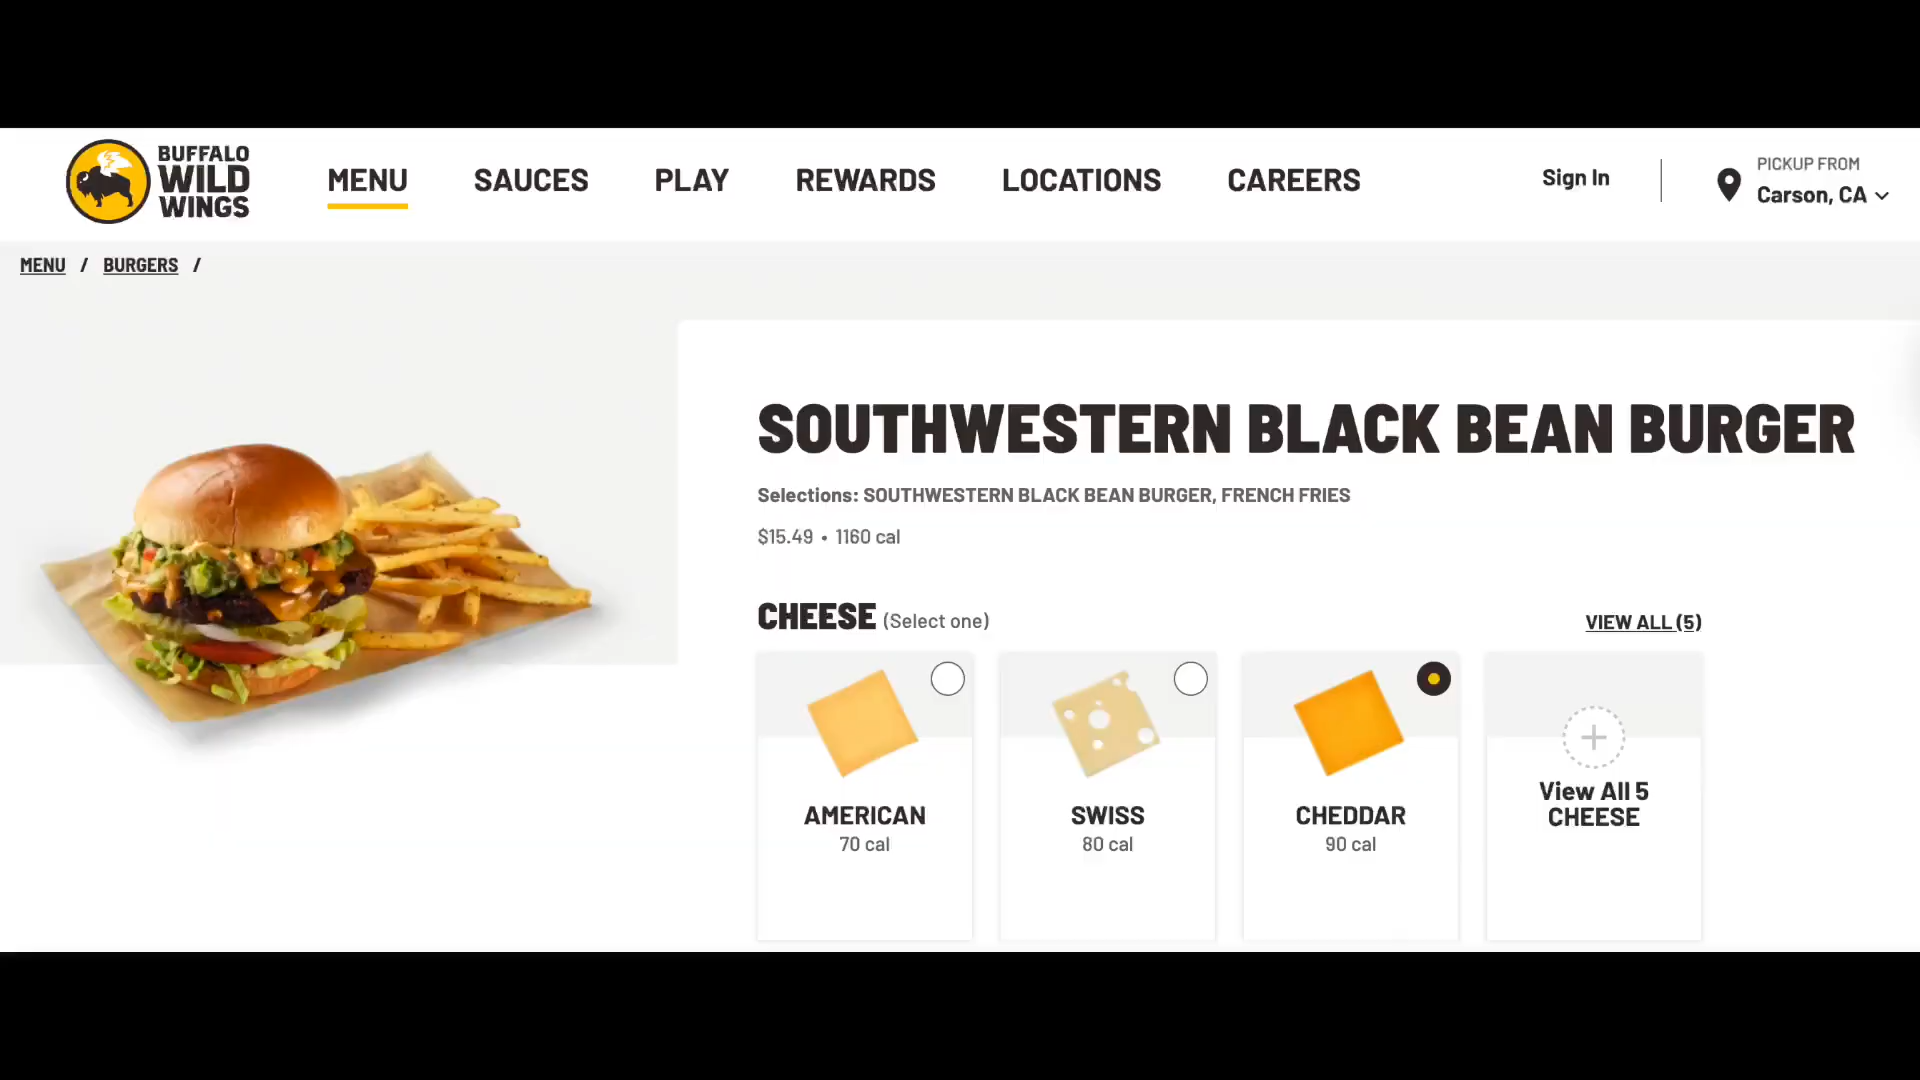 BUFFALO
WILD
WINGS
MENU
SAUCES
PLAY
REWARDS
LOCATIONS
CAREERS
Sign In
PICKUP FROM
Carson, CA
MENU / BURGERS /
SOUTHWESTERN BLACK BEAN BURGER
Selections: SOUTHWESTERN BLACK BEAN BURGER, FRENCH FRIES
$15.49 • 1160 cal
CHEESE (Select one)
VIEW ALL (5)
AMERICAN
70 cal
SWISS
80 cal
CHEDDAR
90 cal
View All 5
CHEESE